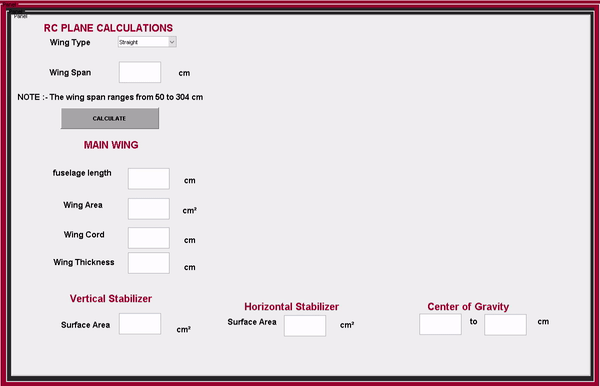 Panel
RC PLANE CALCULATIONS
Wing Type Straight
Wing Span cm
NOTE :- The wing span ranges from 50 to 304 cm
CALCULATE
MAIN WING
fuselage length cm
Wing Area cm²
Wing Cord cm
Wing Thickness cm
Vertical Stabilizer
Surface Area cm²
Horizontal Stabilizer
Surface Area cm²
Center of Gravity
to cm